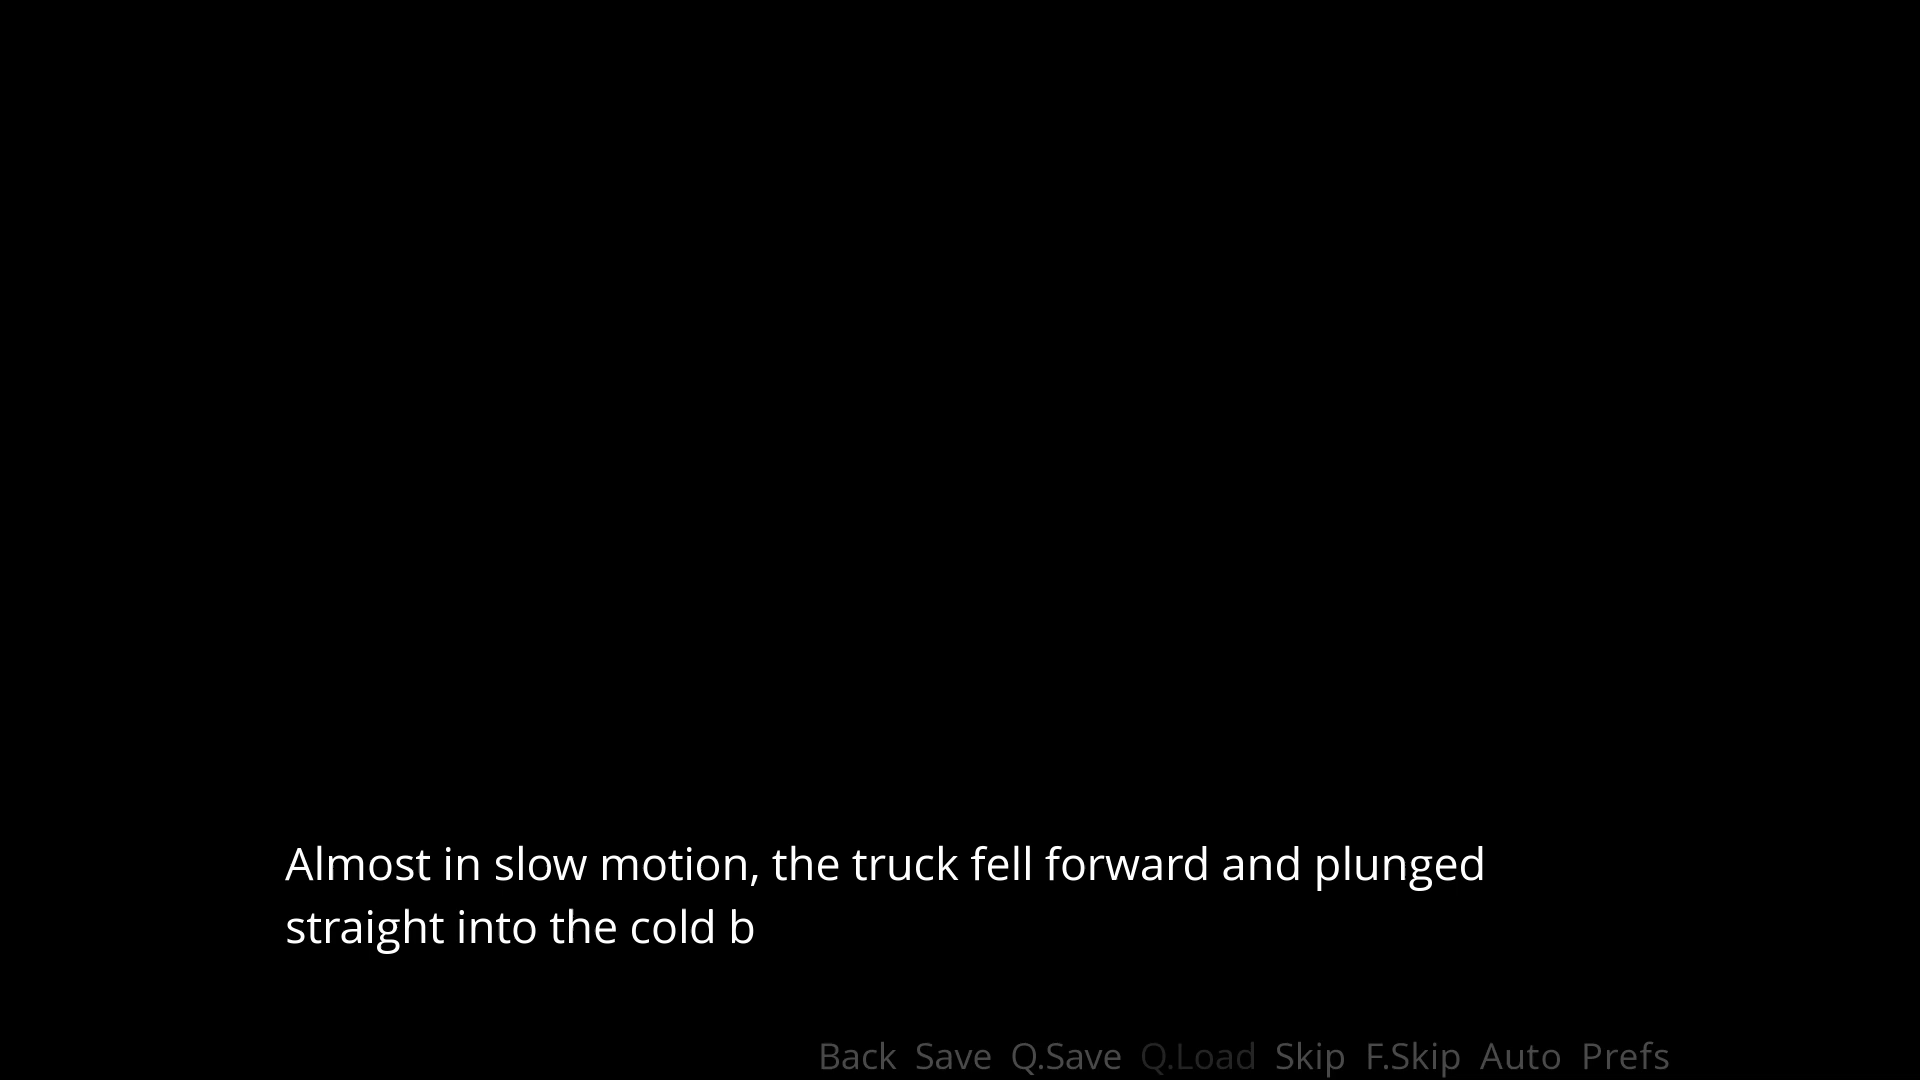 Almost in slow motion, the truck fell forward and plunged
straight into the cold b
Back Save Q.Save Q.Load Skip F.Skip Auto Prefs